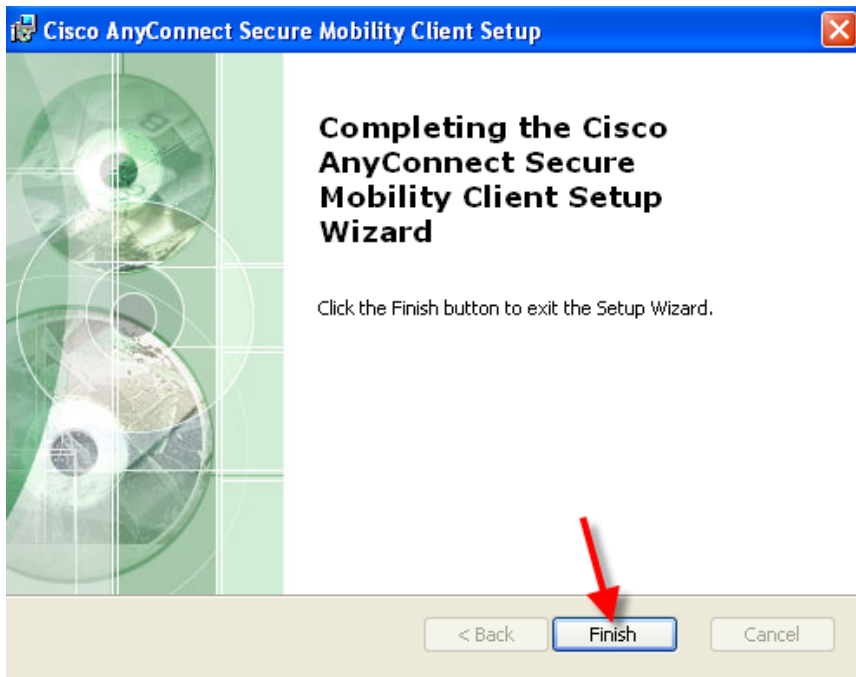 Cisco AnyConnect Secure Mobility Client Setup
Completing the Cisco
AnyConnect Secure
Mobility Client Setup
Wizard
Click the Finish button to exit the Setup Wizard.
< Back Finish Cancel